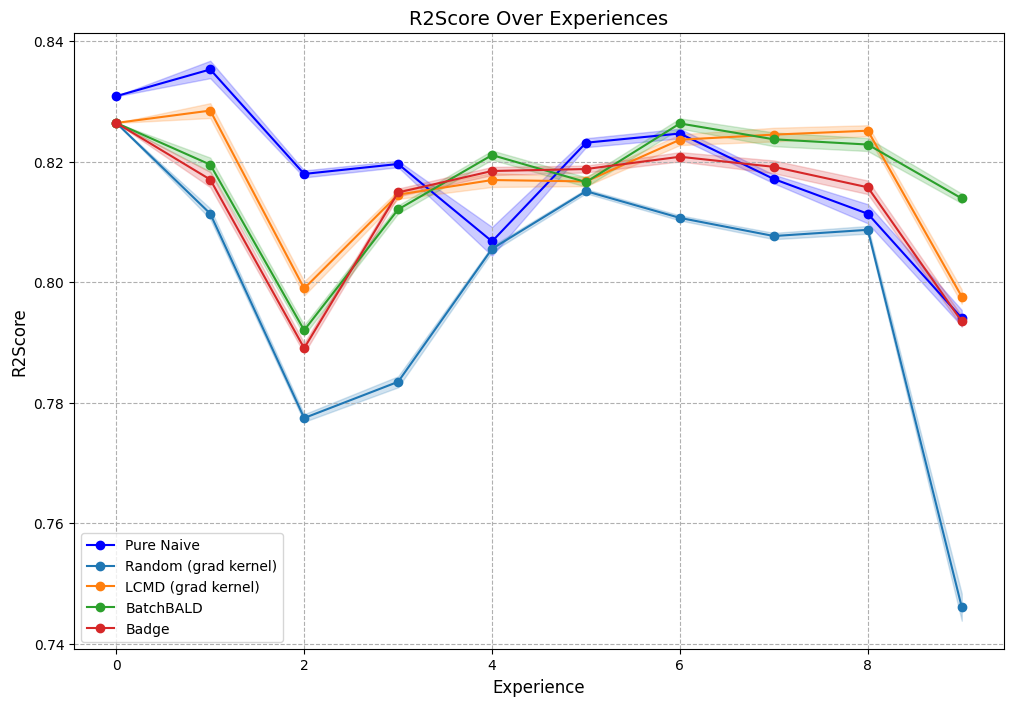 R2Score Over Experiences
R2Score
0.84
0.82
0.80
0.78
0.76
0.74
Pure Naive
Random (grad kernel)
LCMD (grad kernel)
BatchBALD
Badge
0 2 4 6 8
Experience